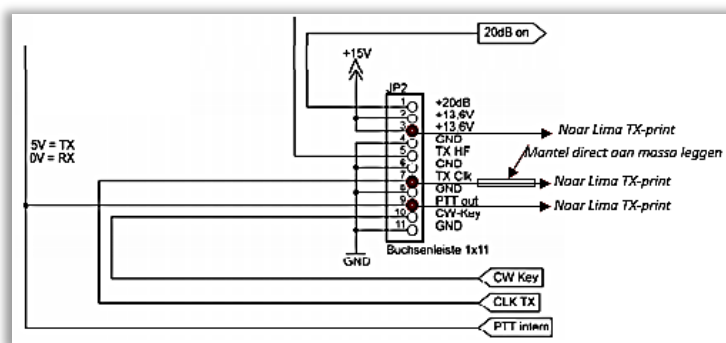 20dB on
+15V
JP2
1 +20dB
2 +13,6V
3 +13,6V
4 GND
5 TX HF
6 GND
7 TX Clk
8 GND
9 PTT out
10 CW-Key
11 GND
Buchsenleiste 1x11
GND
5V = TX
0V = RX
Naar Lima TX-print
Mantel direct aan massa leggen
Naar Lima TX-print
Naar Lima TX-print
CW Key
CLK TX
PTT intern